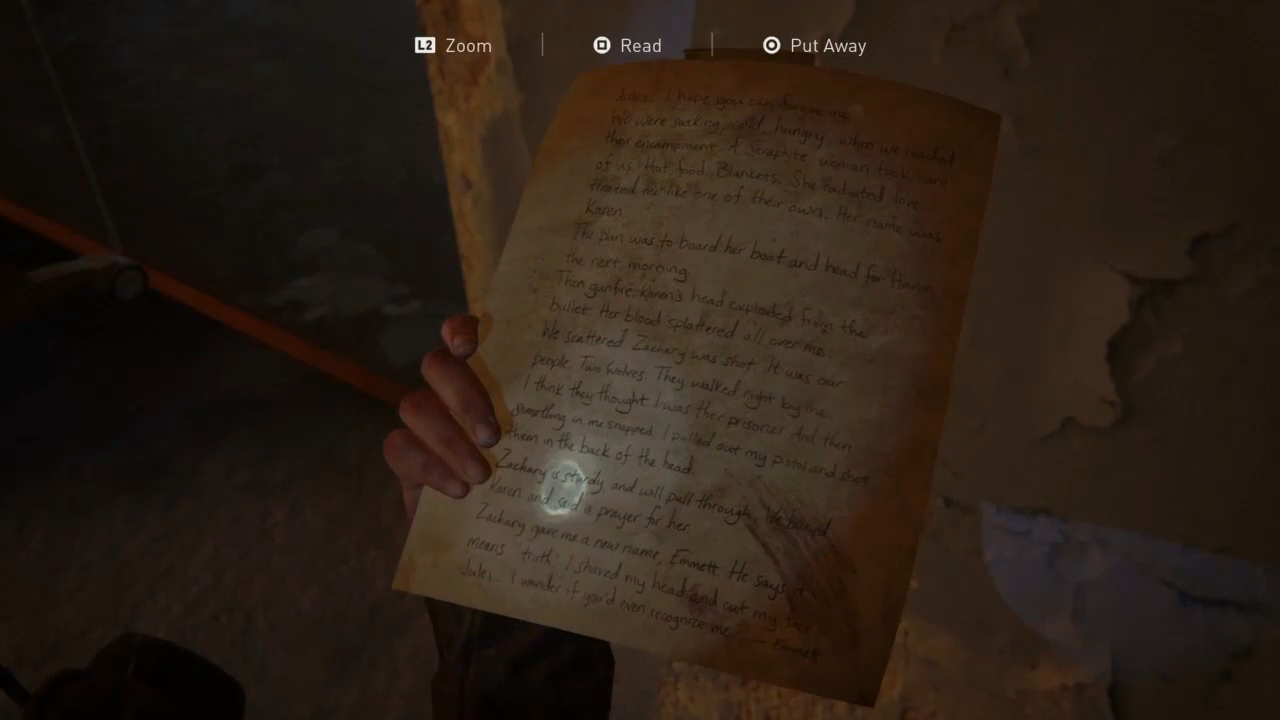 L2 Zoom
Read
Put Away
Jules. I hope you can forgive me.
We were soaking, cold, hungry, when we reached
their encampment. A Seraphite woman took care
of us. Hot food. Blankets. She radiated love
treated me like one of their own. Her name was
Karen.
The plan was to board her boat and head for Haven
the next morning.
Then gunfire. Karen's head exploded from the
bullet. Her blood splattered all over me.
We scattered. Zachary was shot. It was our
people. Two Wolves. They walked right by me.
I think they thought I was their prisoner. And then
something in me snapped. I pulled out my pistol and shot
them in the back of the head.
Zachary is sturdy and will pull through. We buried
Karen and said a prayer for her.
Zachary gave me a new name, Emmett. He says it
means "truth". I shaved my head and cut my face
Jules... I wonder if you'd even recognize me.
— Emmett